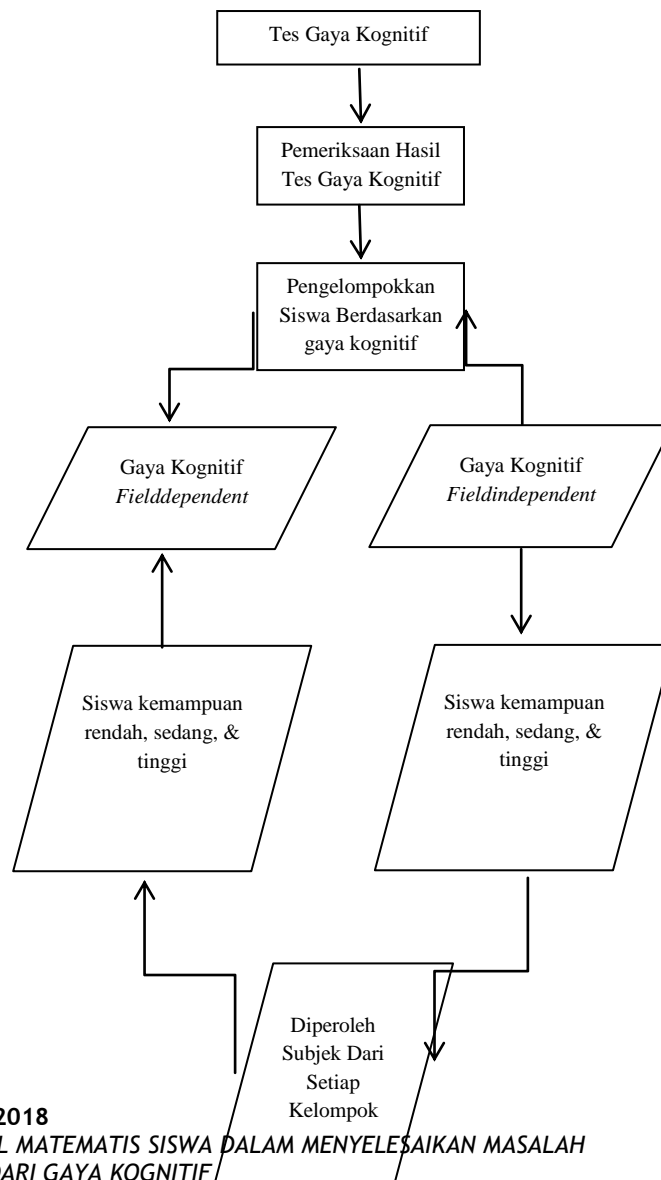 Tes Gaya Kognitif
Pemeriksaan Hasil
Tes Gaya Kognitif
Pengelompokkan
Siswa Berdasarkan
gaya kognitif
Gaya Kognitif
Fielddependent
Gaya Kognitif
Fieldindependent
Siswa kemampuan
rendah, sedang, &
tinggi
Siswa kemampuan
rendah, sedang, &
tinggi
Diperoleh
Subjek Dari
Setiap
Kelompok
2018
L MATEMATIS SISWA DALAM MENYELESAIKAN MASALAH
DARI GAYA KOGNITIF